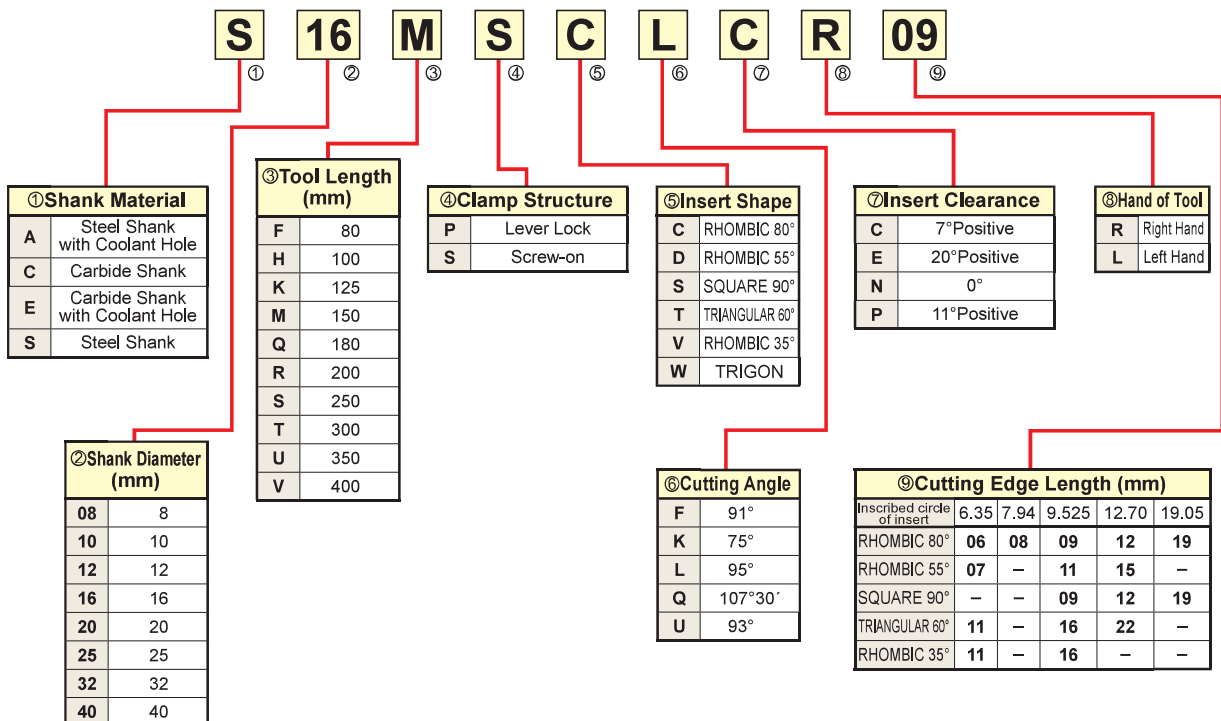 S 16 M S C L C R 09
① ② ③ ④ ⑤ ⑥ ⑦ ⑧ ⑨
①Shank Material
A Steel Shank
with Coolant Hole
C Carbide Shank
E Carbide Shank
with Coolant Hole
S Steel Shank
②Shank Diameter
(mm)
08 8
10 10
12 12
16 16
20 20
25 25
32 32
40 40
③Tool Length
(mm)
F 80
H 100
K 125
M 150
Q 180
R 200
S 250
T 300
U 350
V 400
④Clamp Structure
P Lever Lock
S Screw-on
⑤Insert Shape
C RHOMBIC 80°
D RHOMBIC 55°
S SQUARE 90°
T TRIANGULAR 60°
V RHOMBIC 35°
W TRIGON
⑥Cutting Angle
F 91°
K 75°
L 95°
Q 107°30´
U 93°
⑦Insert Clearance
C 7°Positive
E 20°Positive
N 0°
P 11°Positive
⑧Hand of Tool
R Right Hand
L Left Hand
⑨Cutting Edge Length (mm)
Inscribed circle
of insert 6.35 7.94 9.525 12.70 19.05
RHOMBIC 80° 06 08 09 12 19
RHOMBIC 55° 07 – 11 15 –
SQUARE 90° – – 09 12 19
TRIANGULAR 60° 11 – 16 22 –
RHOMBIC 35° 11 – 16 – –